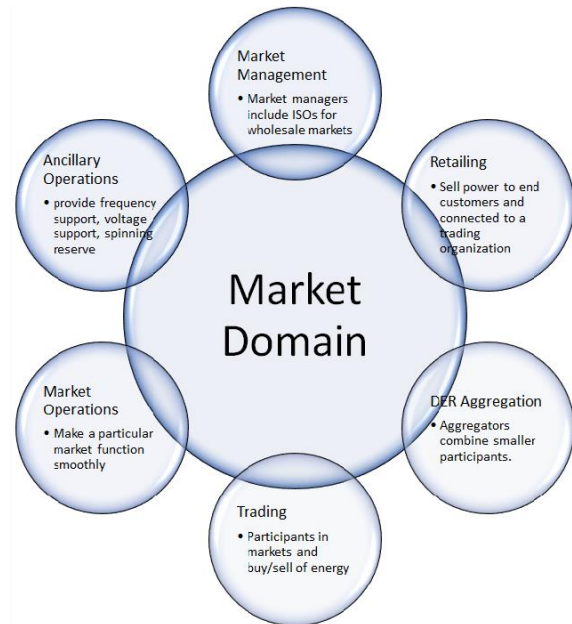 Market
Management
• Market managers
include ISOs for
wholesale markets
Retailing
• Sell power to end
customers and
connected to a
trading
organization
DER Aggregation
• Aggregators
combine smaller
participants.
Trading
• Participants in
markets and
buy/sell of energy
Market
Operations
• Make a particular
market function
smoothly
Ancillary
Operations
• provide frequency
support, voltage
support, spinning
reserve
Market
Domain